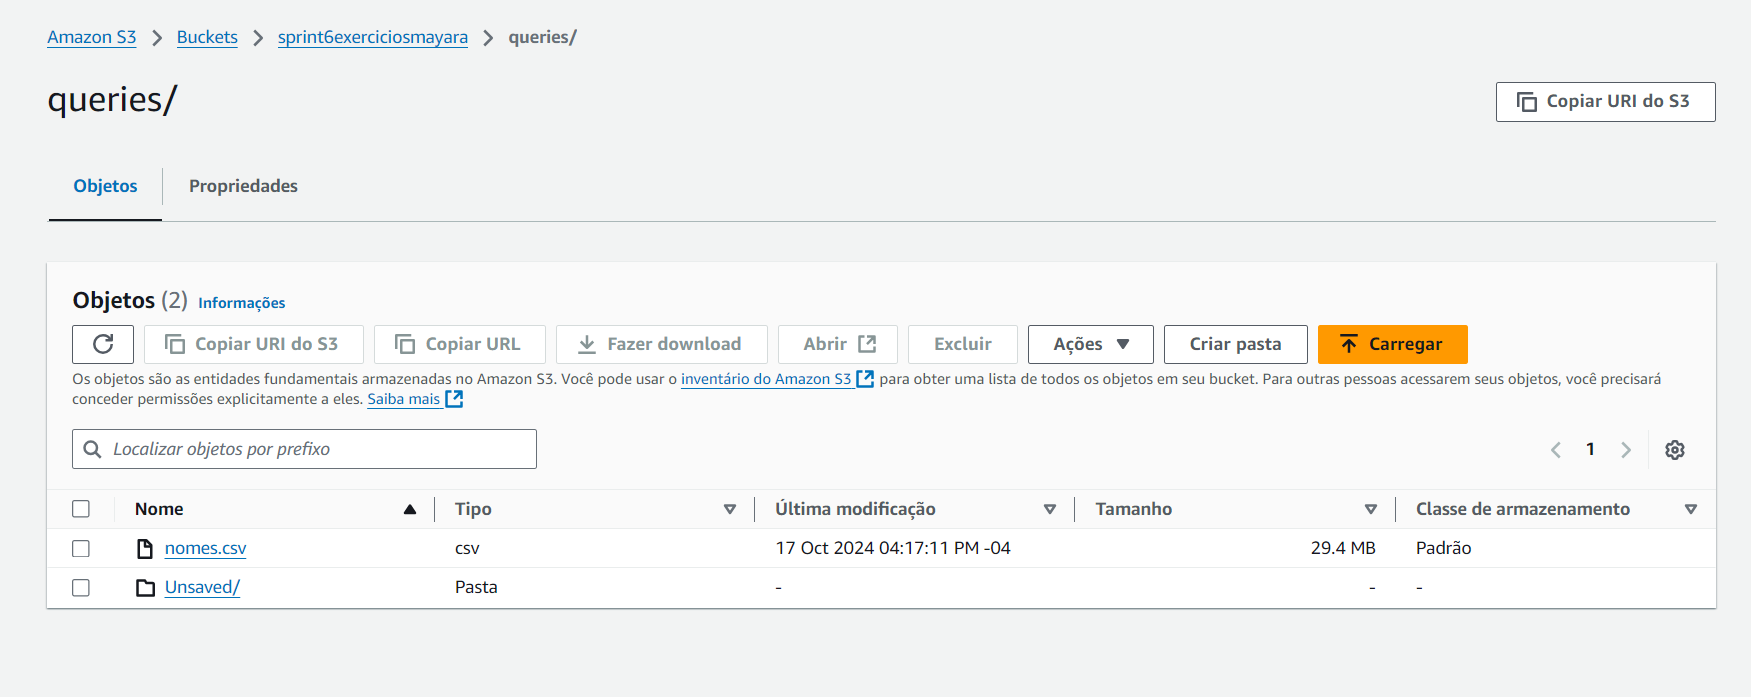 Amazon S3 > Buckets > sprint6exerciciosmayara > queries/
queries/
Copiar URI do S3
Objetos Propriedades
Objetos (2) Informações
Copiar URI do S3 Copiar URL Fazer download Abrir Excluir Ações Criar pasta Carregar
Os objetos são as entidades fundamentais armazenadas no Amazon S3. Você pode usar o inventário do Amazon S3 para obter uma lista de todos os objetos em seu bucket. Para outras pessoas acessarem seus objetos, você precisará
conceder permissões explicitamente a eles. Saiba mais
Localizar objetos por prefixo
1
Nome Tipo Última modificação Tamanho Classe de armazenamento
nomes.csv csv 17 Oct 2024 04:17:11 PM -04 29.4 MB Padrão
Unsaved/ Pasta - - -